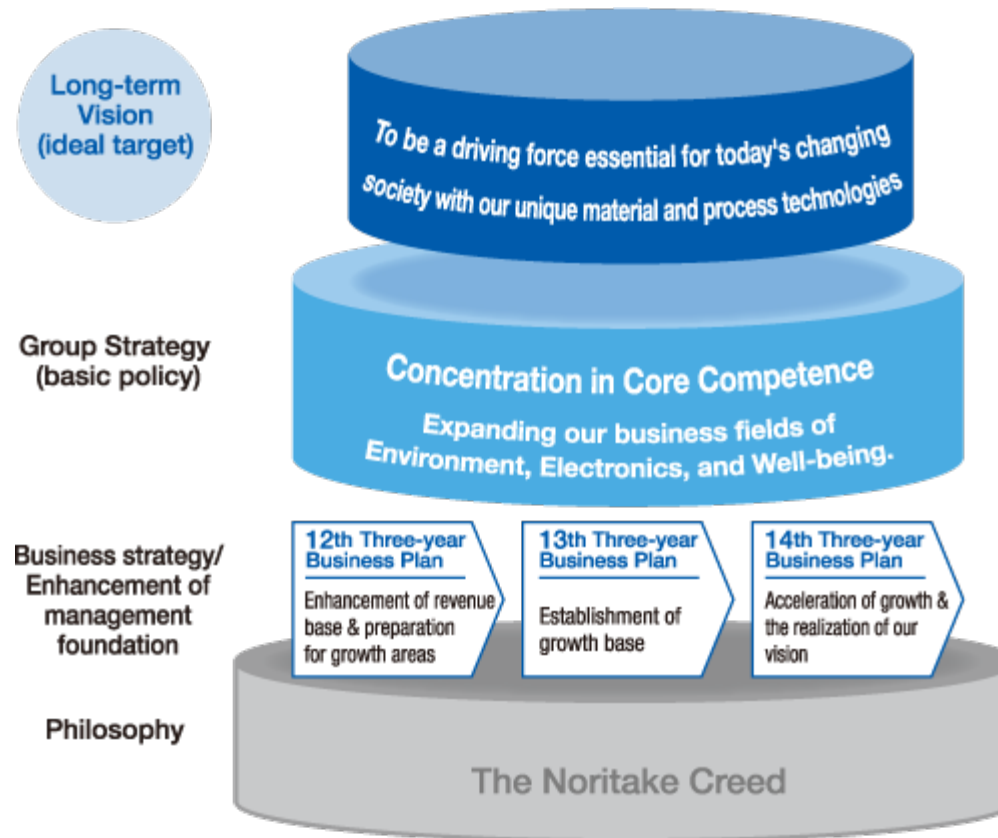 Long-term
Vision
(ideal target)
To be a driving force essential for today's changing
society with our unique material and process technologies
Group Strategy
(basic policy)
Concentration in Core Competence
Expanding our business fields of
Environment, Electronics, and Well-being.
Business strategy/
Enhancement of
management
foundation
12th Three-year
Business Plan
Enhancement of revenue
base & preparation
for growth areas
13th Three-year
Business Plan
Establishment of
growth base
14th Three-year
Business Plan
Acceleration of growth &
the realization of our
vision
Philosophy
The Noritake Creed